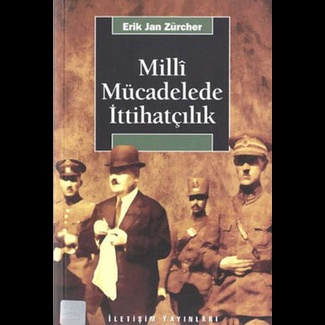 Erik Jan Zürcher
Millî
Mücadelede
İttihatçılık
İLETİŞİM YAYINLARI